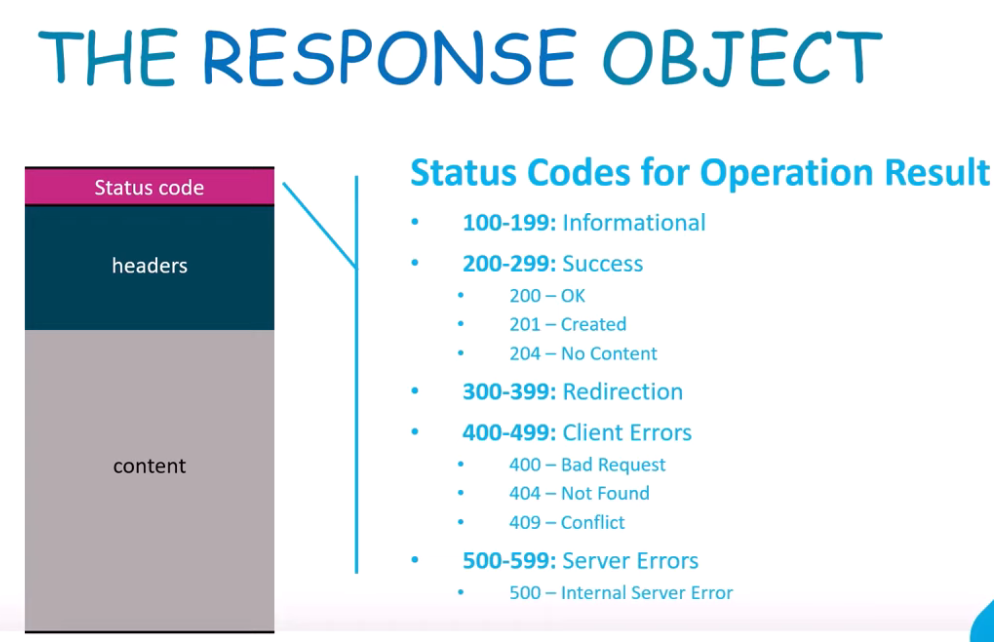 THE RESPONSE OBJECT
Status code
headers
content
Status Codes for Operation Result
• 100-199: Informational
• 200-299: Success
• 200 – OK
• 201 – Created
• 204 – No Content
• 300-399: Redirection
• 400-499: Client Errors
• 400 – Bad Request
• 404 – Not Found
• 409 – Conflict
• 500-599: Server Errors
• 500 – Internal Server Error